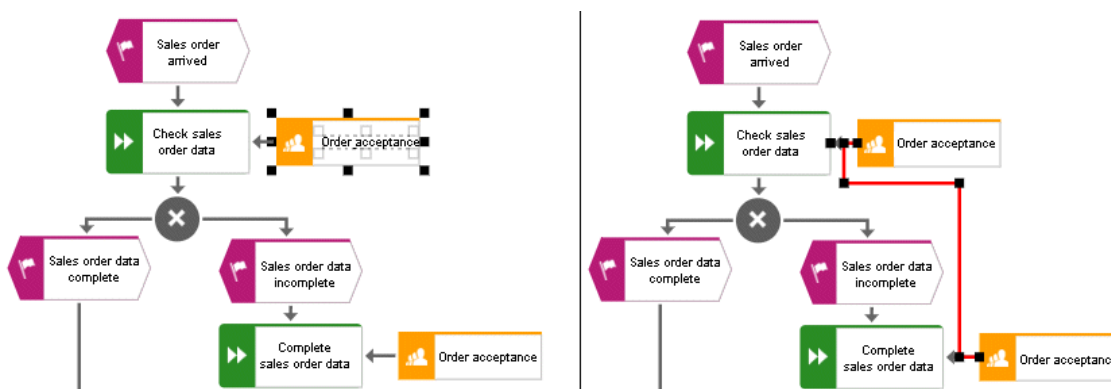 Sales order
arrived
Check sales
order data
Order acceptance
Sales order data
complete
Sales order data
incomplete
Complete
sales order data
Order acceptance
Sales order
arrived
Check sales
order data
Order acceptance
Sales order data
complete
Sales order data
incomplete
Complete
sales order data
Order acceptance